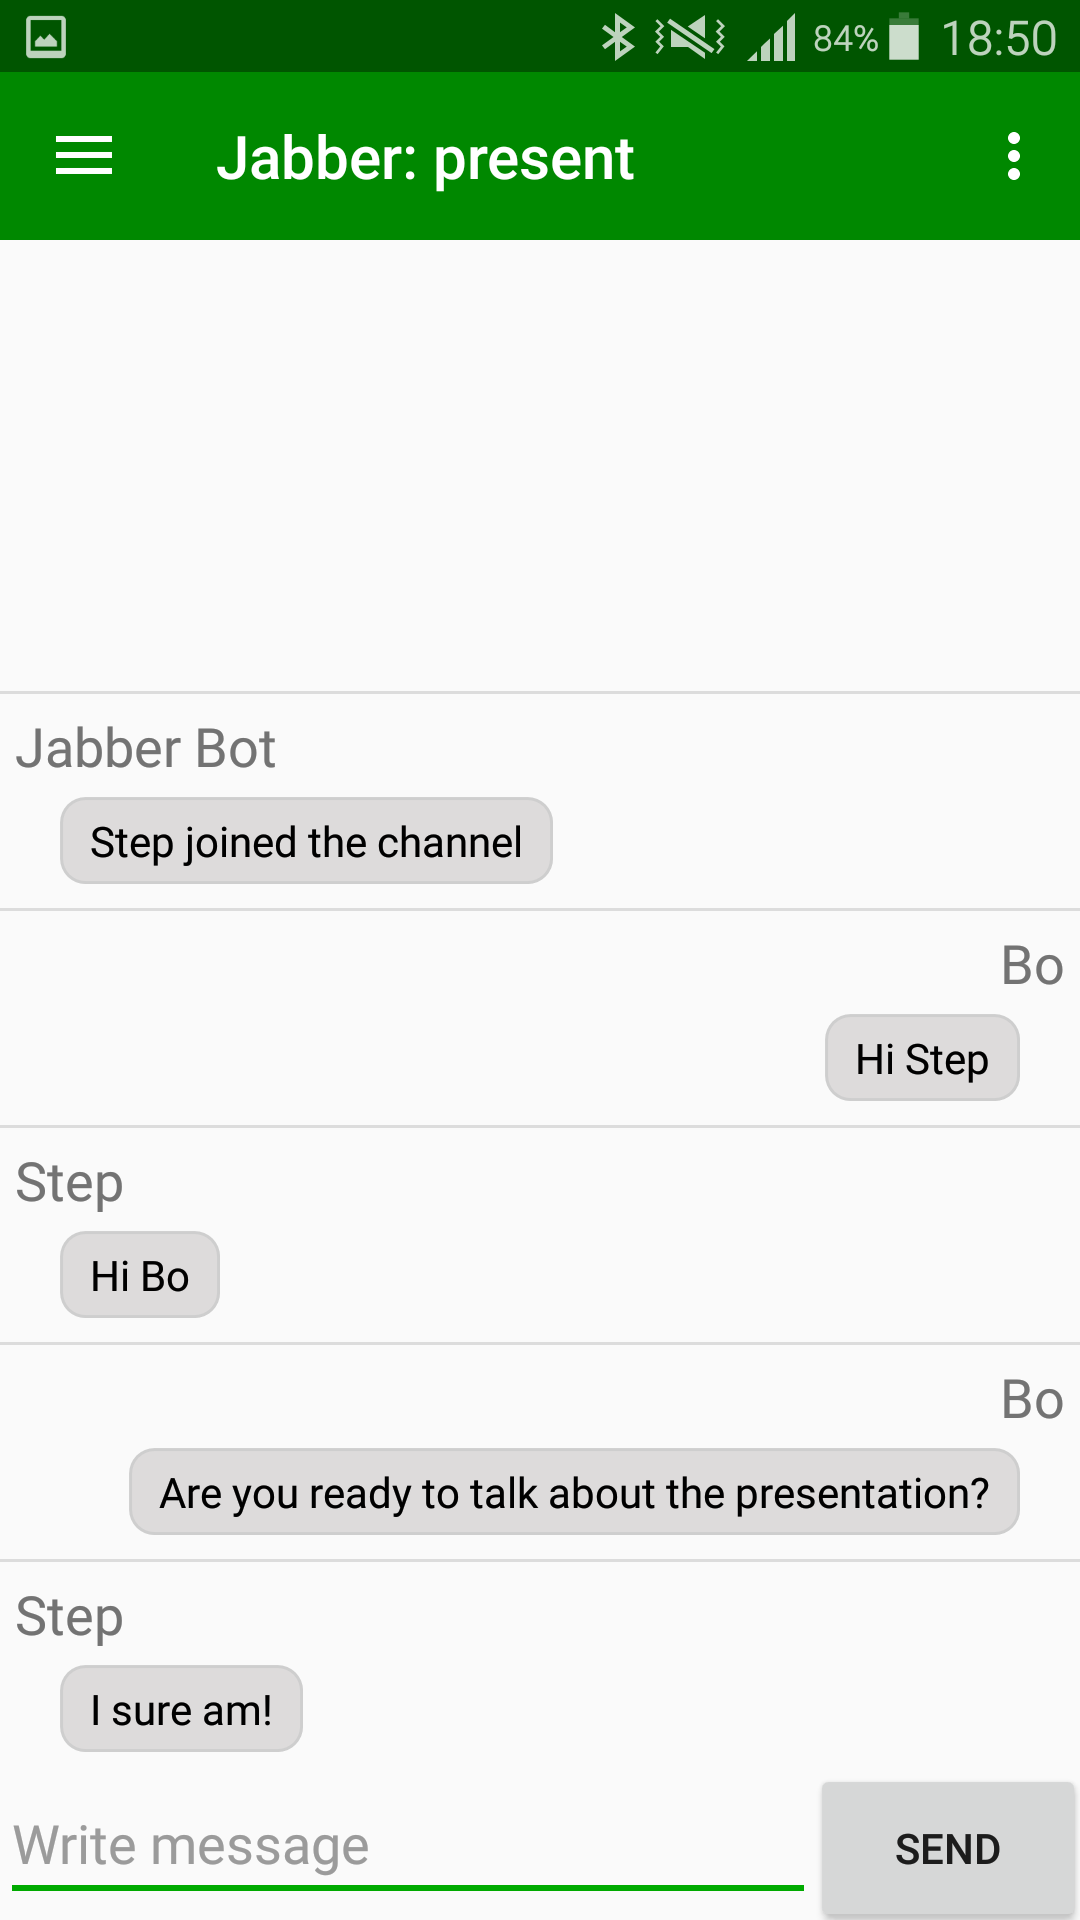 84% 18:50
Jabber: present
Jabber Bot
Step joined the channel
Bo
Hi Step
Step
Hi Bo
Bo
Are you ready to talk about the presentation?
Step
I sure am!
Write message
SEND